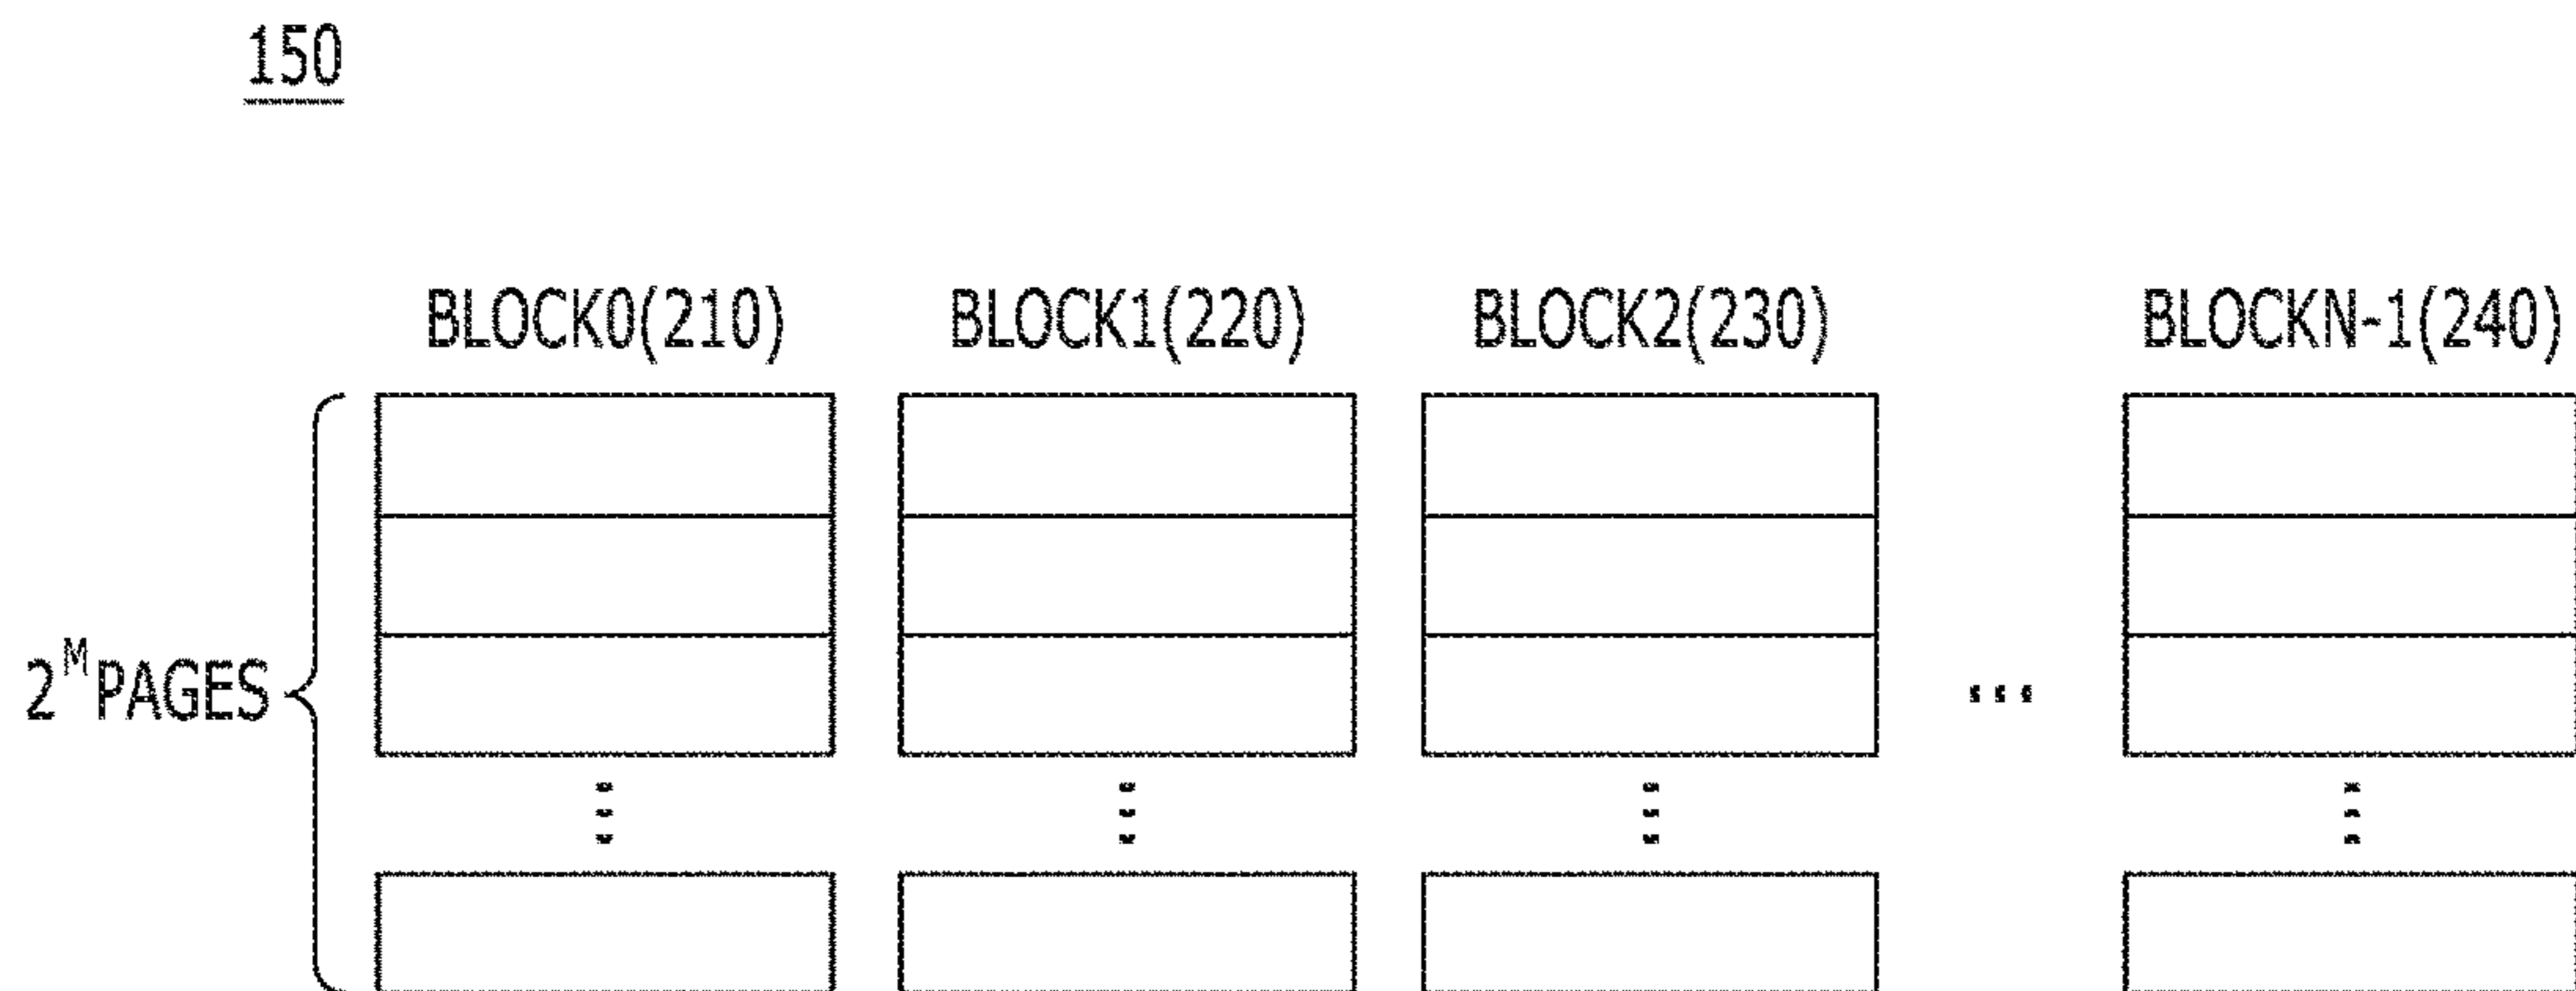 150
BLOCK0(210) BLOCK1(220) BLOCK2(230) BLOCKN-1(240)
2^M PAGES
...